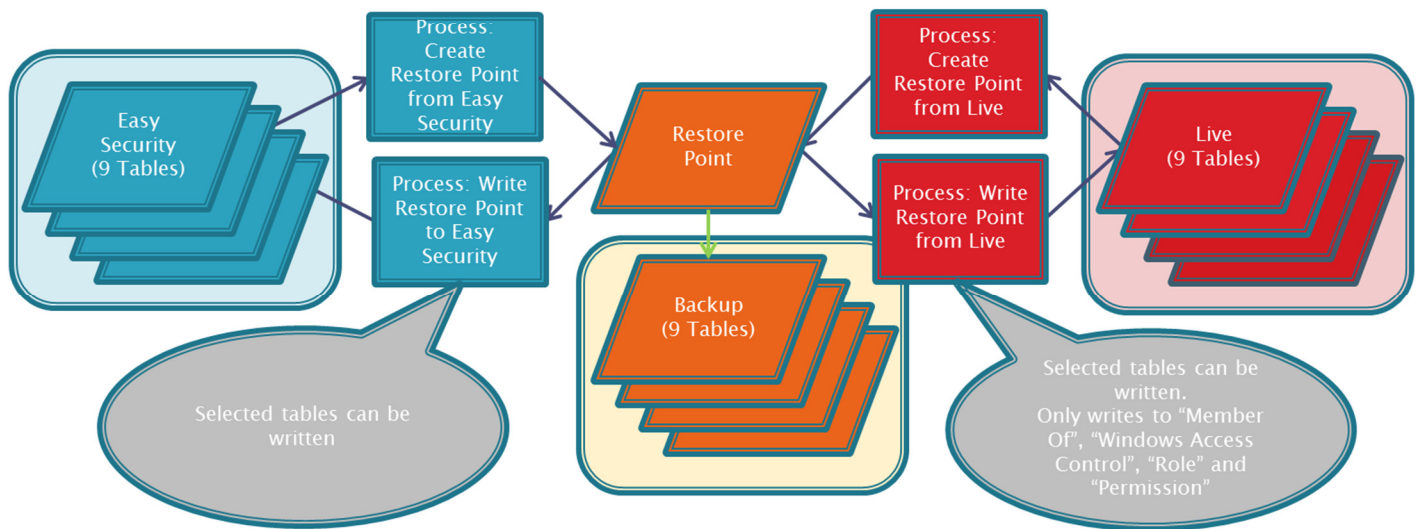 Process:
Create
Restore Point
from Easy
Security
Process:
Create
Restore Point
from Live
Easy
Security
(9 Tables)
Restore
Point
Live
(9 Tables)
Process: Write
Restore Point
to Easy
Security
Process: Write
Restore Point
from Live
Backup
(9 Tables)
Selected tables can be
written
Selected tables can be
written.
Only writes to “Member
Of”, “Windows Access
Control”, “Role” and
“Permission”